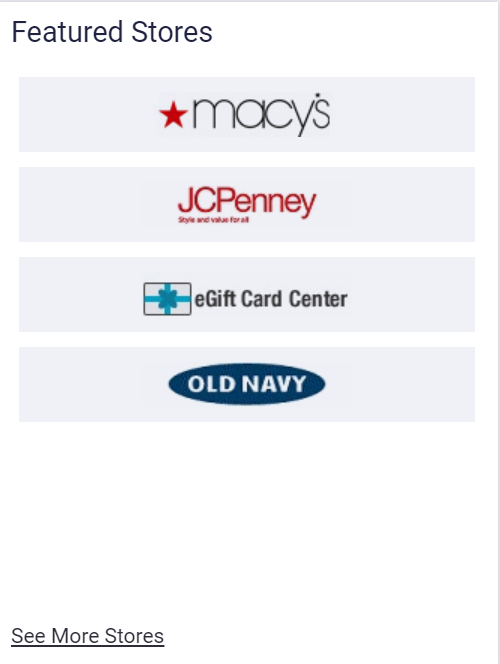 Featured Stores
macy's
JCPenney
Style and value for all
eGift Card Center
OLD NAVY
See More Stores